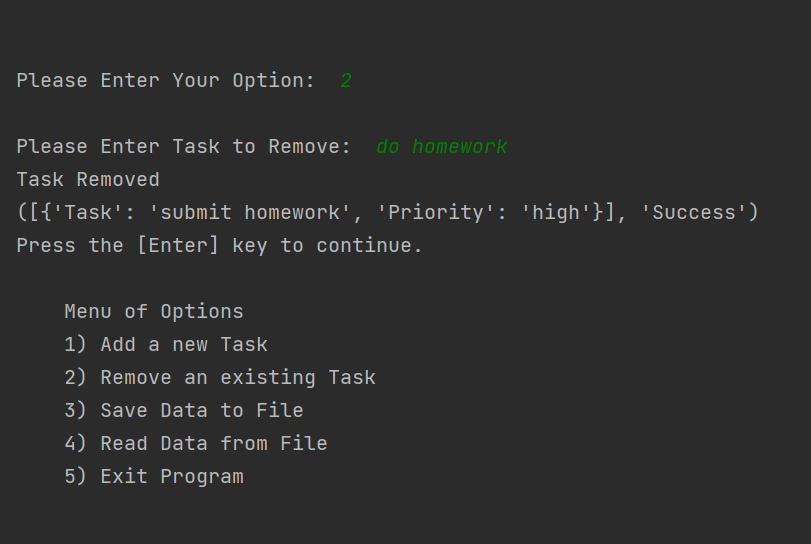 Please Enter Your Option:  2
Please Enter Task to Remove:  do homework
Task Removed
([{'Task': 'submit homework', 'Priority': 'high'}], 'Success')
Press the [Enter] key to continue.
Menu of Options
1) Add a new Task
2) Remove an existing Task
3) Save Data to File
4) Read Data from File
5) Exit Program